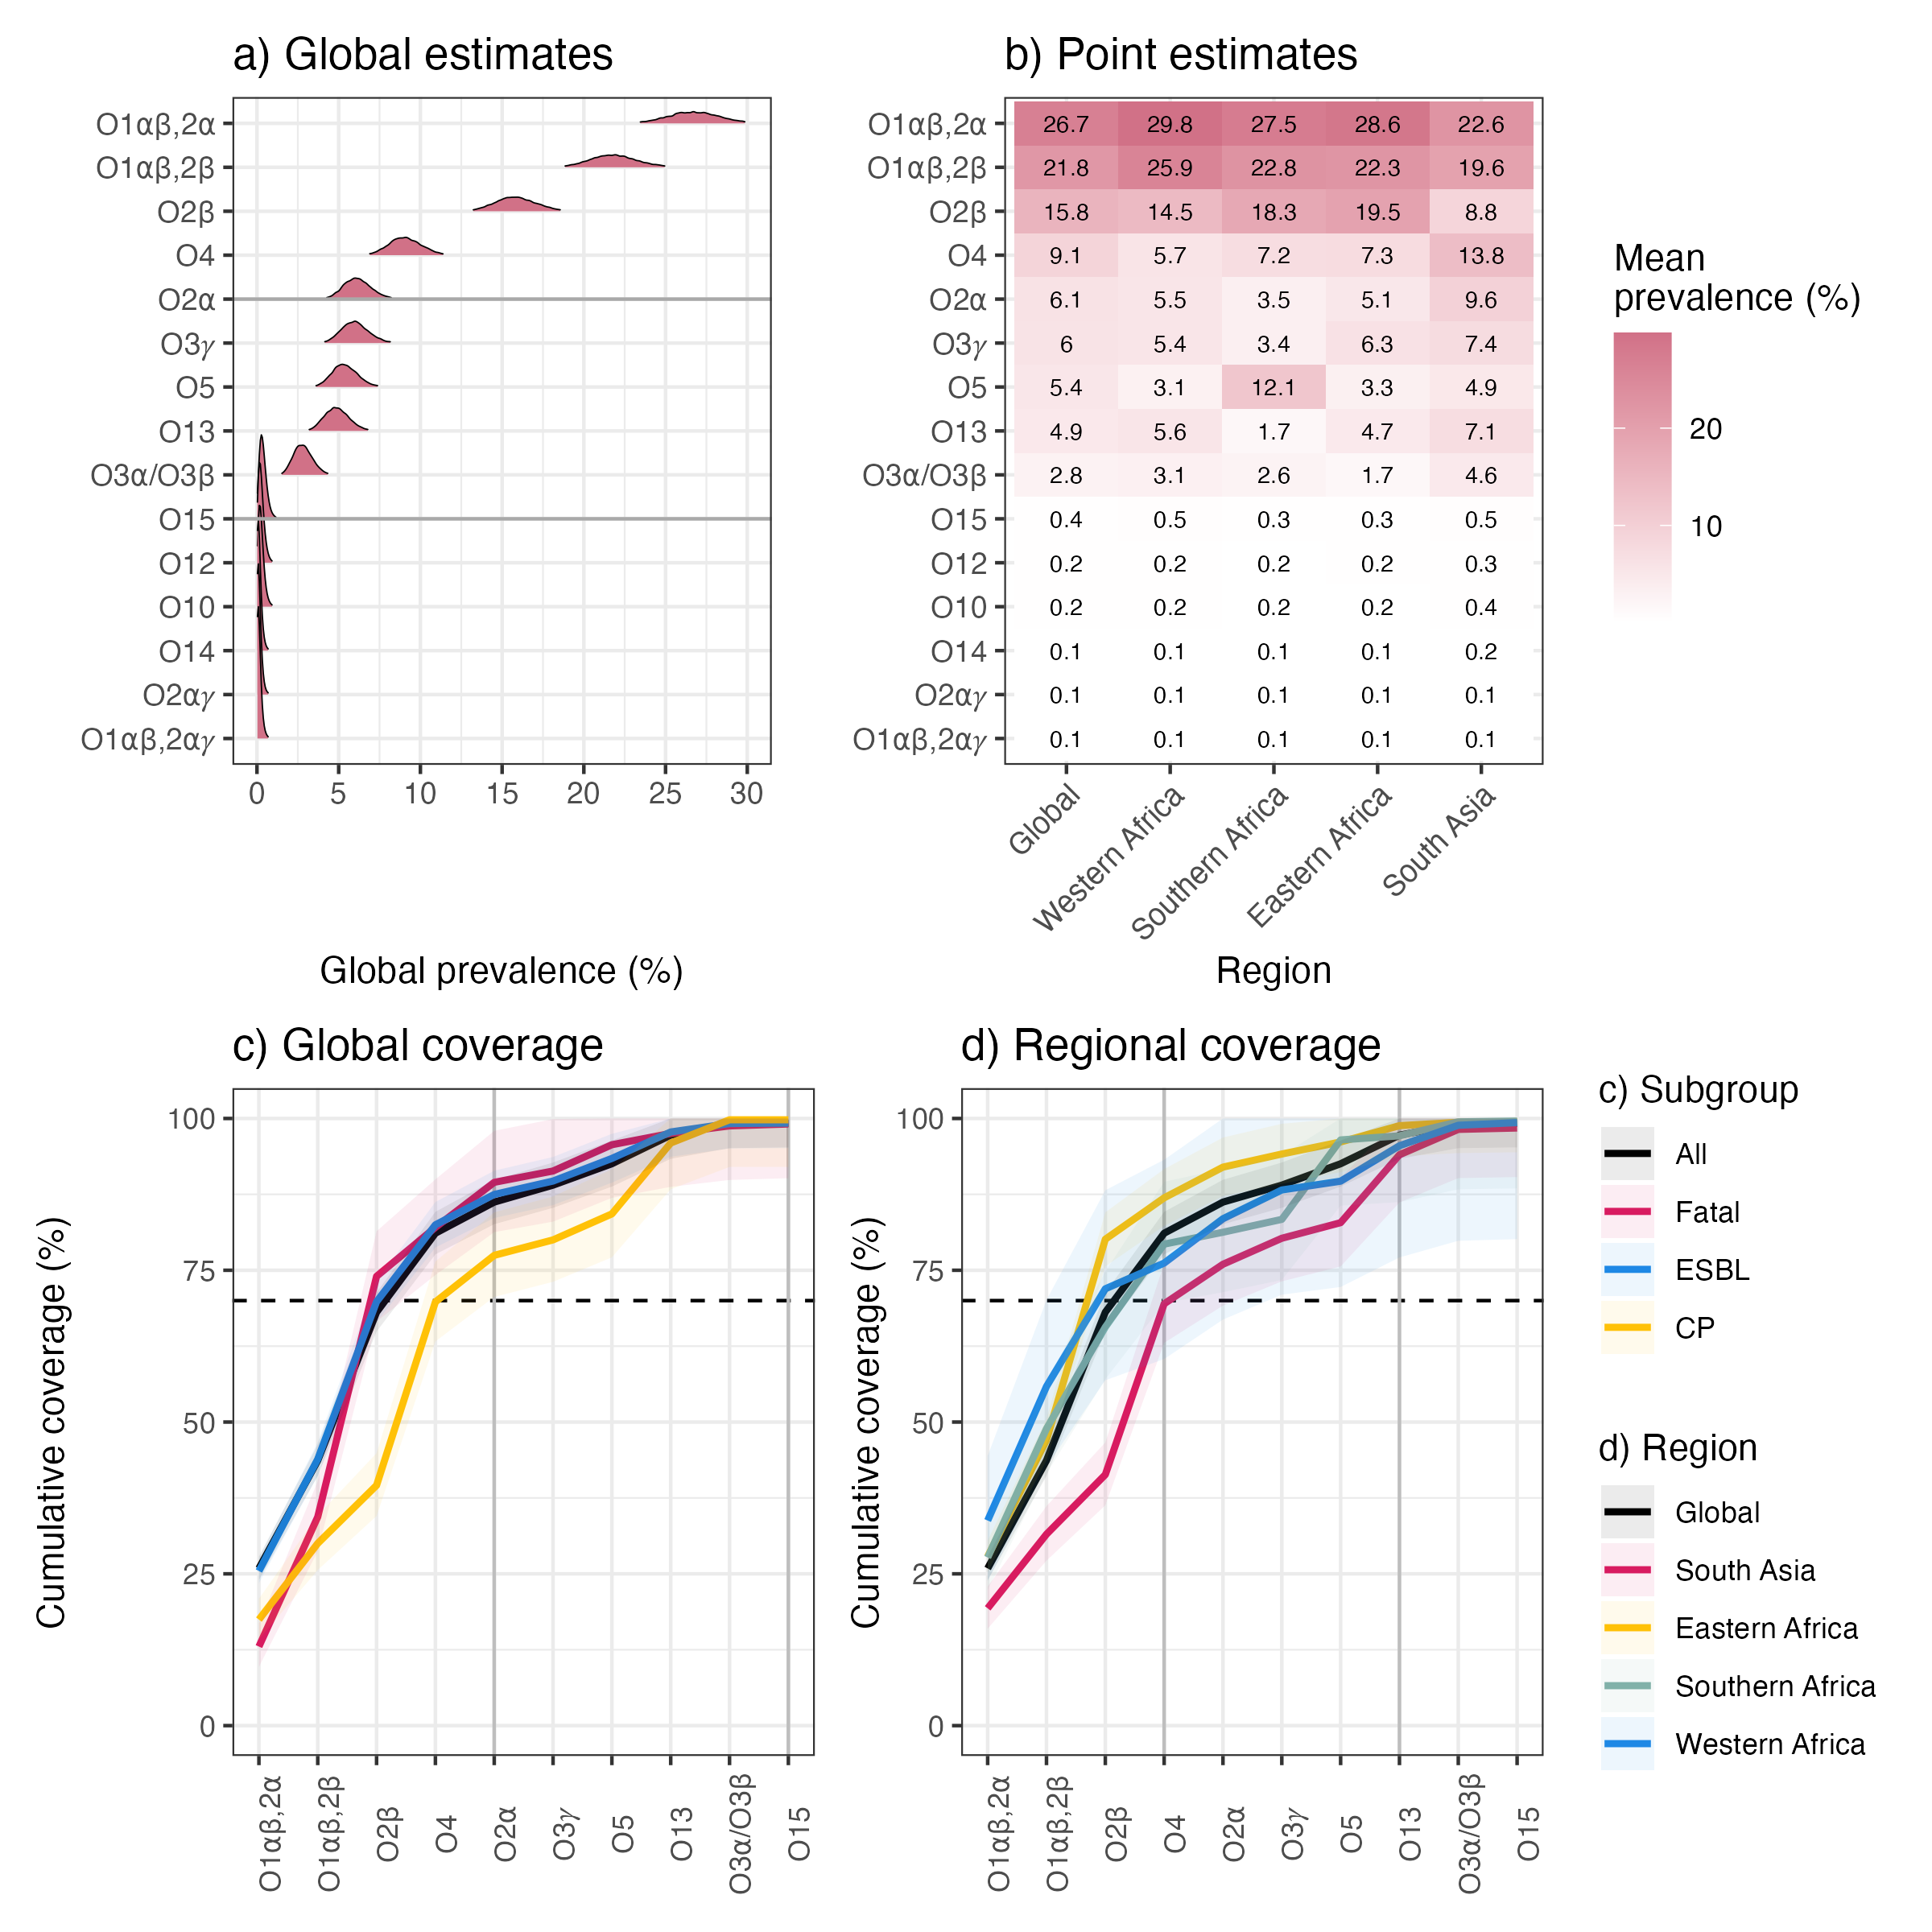 a) Global estimates
O1αβ,2α
O1αβ,2β
O2β
O4
O2α
O3γ
O5
O13
O3α/O3β
O15
O12
O10
O14
O2αγ
O1αβ,2αγ
0 5 10 15 20 25 30
Global prevalence (%)
b) Point estimates
O1αβ,2α 26.7 29.8 27.5 28.6 22.6
O1αβ,2β 21.8 25.9 22.8 22.3 19.6
O2β 15.8 14.5 18.3 19.5 8.8
O4 9.1 5.7 7.2 7.3 13.8
O2α 6.1 5.5 3.5 5.1 9.6
O3γ 6 5.4 3.4 6.3 7.4
O5 5.4 3.1 12.1 3.3 4.9
O13 4.9 5.6 1.7 4.7 7.1
O3α/O3β 2.8 3.1 2.6 1.7 4.6
O15 0.4 0.5 0.3 0.3 0.5
O12 0.2 0.2 0.2 0.2 0.3
O10 0.2 0.2 0.2 0.2 0.4
O14 0.1 0.1 0.1 0.1 0.2
O2αγ 0.1 0.1 0.1 0.1 0.1
O1αβ,2αγ 0.1 0.1 0.1 0.1 0.1
Global
Western Africa
Southern Africa
Eastern Africa
South Asia
Region
Mean
prevalence (%)
20
10
c) Global coverage
Cumulative coverage (%)
100
75
50
25
0
O1αβ,2α
O1αβ,2β
O2β
O4
O2α
O3γ
O5
O13
O3α/O3β
O15
d) Regional coverage
Cumulative coverage (%)
100
75
50
25
0
O1αβ,2α
O1αβ,2β
O2β
O4
O2α
O3γ
O5
O13
O3α/O3β
O15
c) Subgroup
All
Fatal
ESBL
CP
d) Region
Global
South Asia
Eastern Africa
Southern Africa
Western Africa